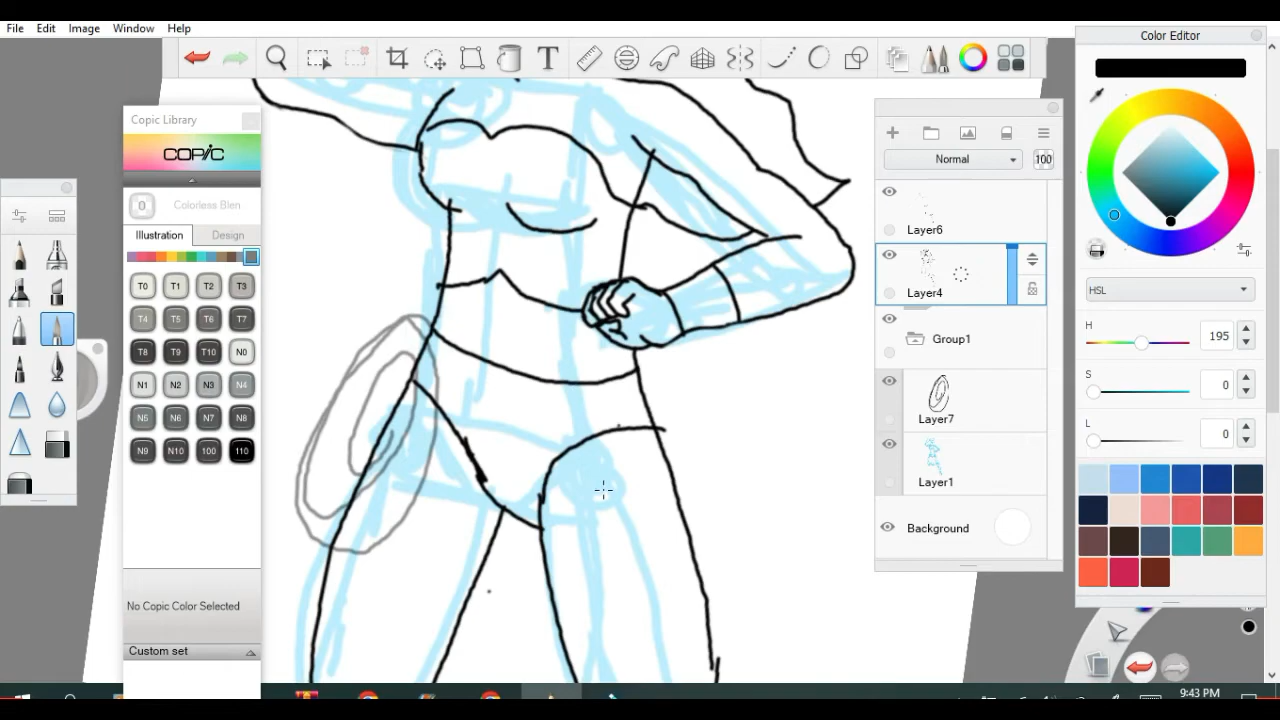 File Edit Image Window Help
Color Editor
Copic Library
COPIC
0 Colorless Blen
Illustration Design
T0 T1 T2 T3
T4 T5 T6 T7
T8 T9 T10 N0
N1 N2 N3 N4
N5 N6 N7 N8
N9 N10 100 110
No Copic Color Selected
Custom set
T
Normal 100
Layer6
Layer4
Group1
Layer7
Layer1
Background
HSL
H 195
S 0
L 0
9:43 PM